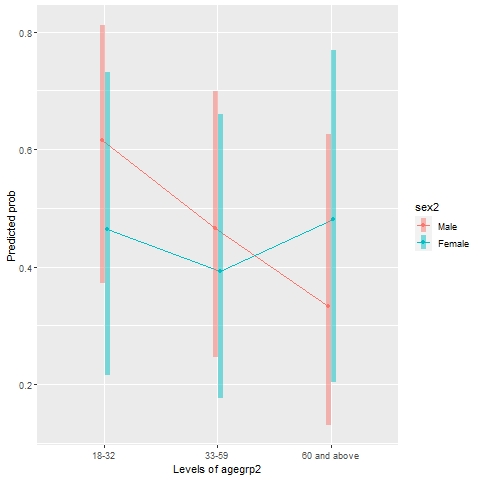 0.8
0.6
0.4
0.2
Predicted prob
18-32
33-59
60 and above
Levels of agegrp2
sex2
Male
Female